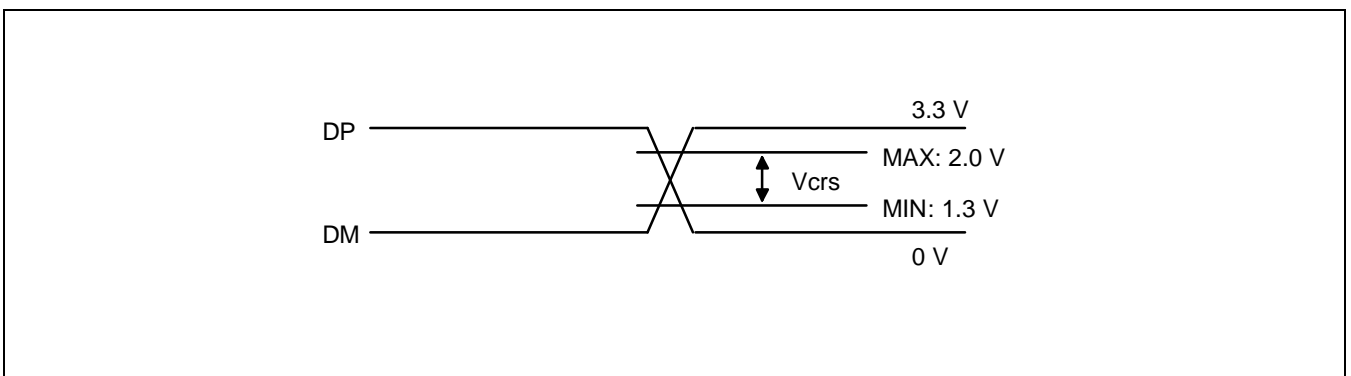 3.3 V
DP
MAX: 2.0 V
Vcrs
MIN: 1.3 V
DM
0 V